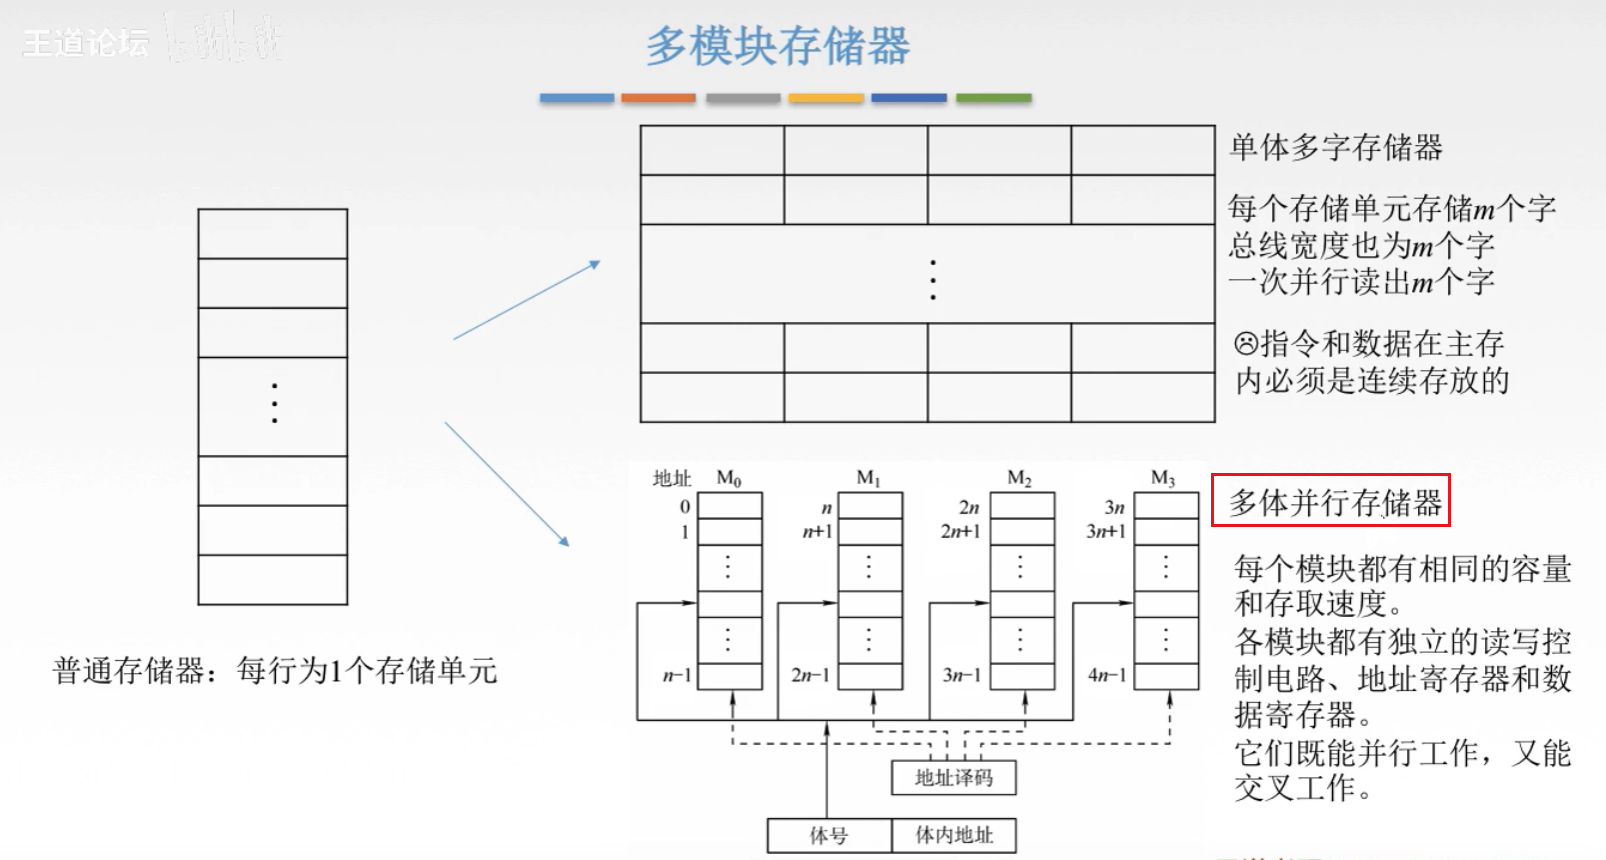 王道论坛 bilibili
多模块存储器
单体多字存储器
每个存储单元存储m个字
总线宽度也为m个字
一次并行读出m个字
☹指令和数据在主存
内必须是连续存放的
普通存储器：每行为1个存储单元
地址 M₀ M₁ M₂ M₃
0 n 2n 3n
1 n+1 2n+1 3n+1
n−1 2n−1 3n−1 4n−1
地址译码
体号 体内地址
多体并行存储器
每个模块都有相同的容量
和存取速度。
各模块都有独立的读写控
制电路、地址寄存器和数
据寄存器。
它们既能并行工作，又能
交叉工作。